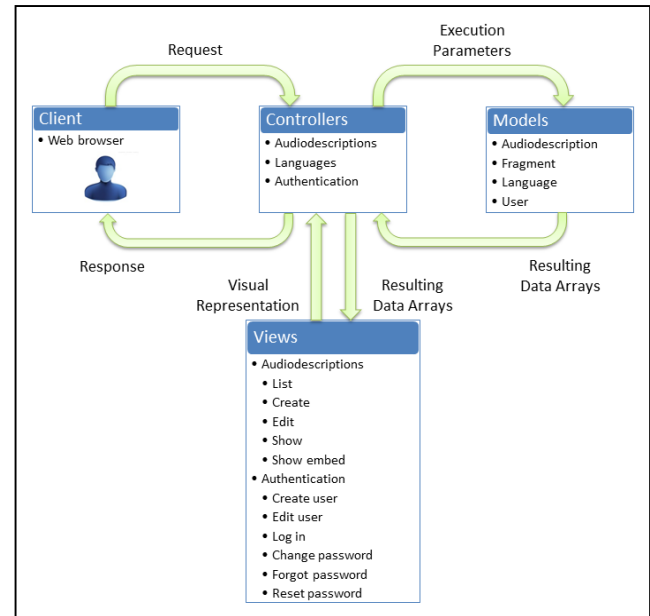 Request
Execution
Parameters
Client
• Web browser
Controllers
• Audiodescriptions
• Languages
• Authentication
Models
• Audiodescription
• Fragment
• Language
• User
Response
Visual
Representation
Resulting
Data Arrays
Resulting
Data Arrays
Views
• Audiodescriptions
• List
• Create
• Edit
• Show
• Show embed
• Authentication
• Create user
• Edit user
• Log in
• Change password
• Forgot password
• Reset password